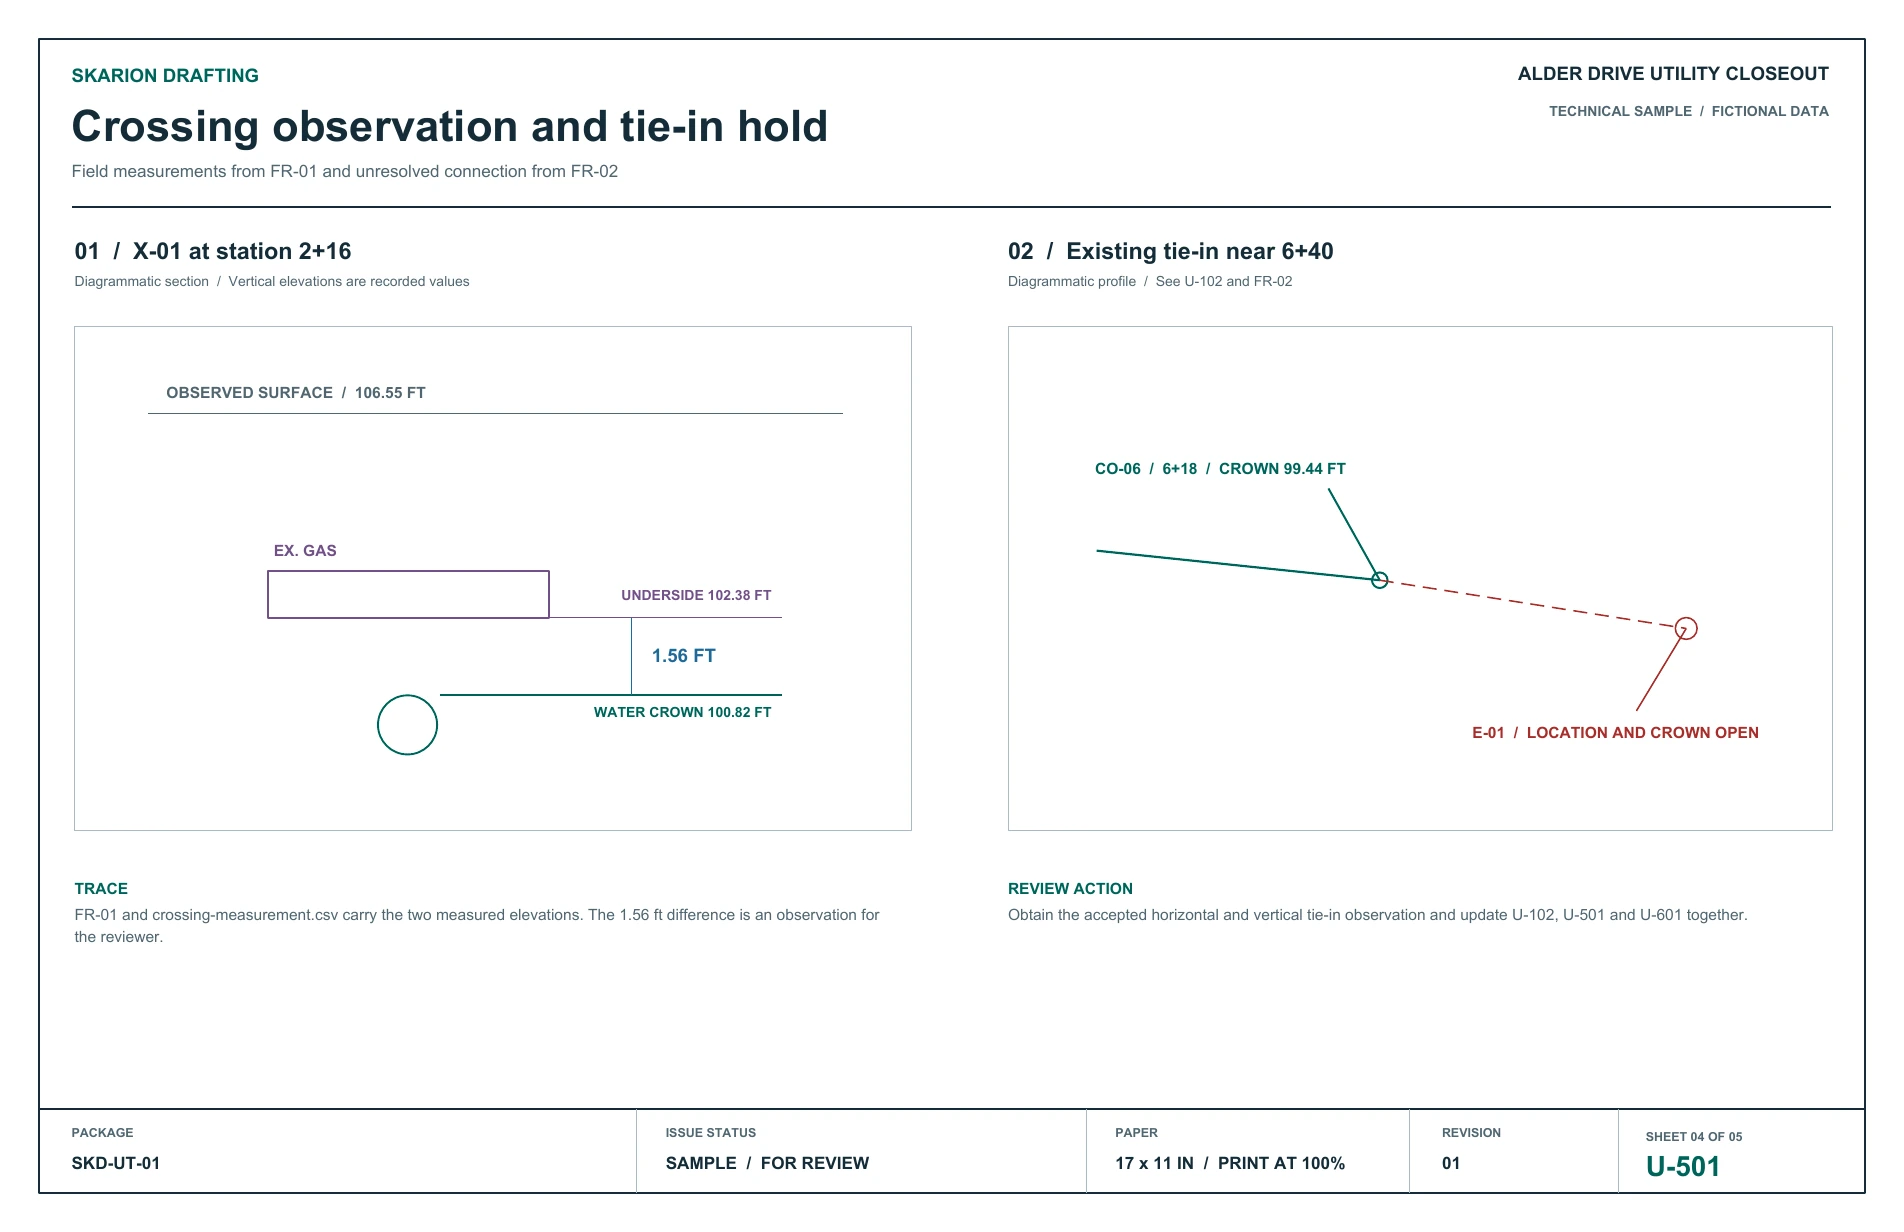 SKARION DRAFTING
ALDER DRIVE UTILITY CLOSEOUT
Crossing observation and tie-in hold
TECHNICAL SAMPLE / FICTIONAL DATA
Field measurements from FR-01 and unresolved connection from FR-02
01 / X-01 at station 2+16
Diagrammatic section / Vertical elevations are recorded values
OBSERVED SURFACE / 106.55 FT
EX. GAS
UNDERSIDE 102.38 FT
1.56 FT
WATER CROWN 100.82 FT
TRACE
FR-01 and crossing-measurement.csv carry the two measured elevations. The 1.56 ft difference is an observation for
the reviewer.
02 / Existing tie-in near 6+40
Diagrammatic profile / See U-102 and FR-02
CO-06 / 6+18 / CROWN 99.44 FT
E-01 / LOCATION AND CROWN OPEN
REVIEW ACTION
Obtain the accepted horizontal and vertical tie-in observation and update U-102, U-501 and U-601 together.
PACKAGE
SKD-UT-01
ISSUE STATUS
SAMPLE / FOR REVIEW
PAPER
17 x 11 IN / PRINT AT 100%
REVISION
01
SHEET 04 OF 05
U-501